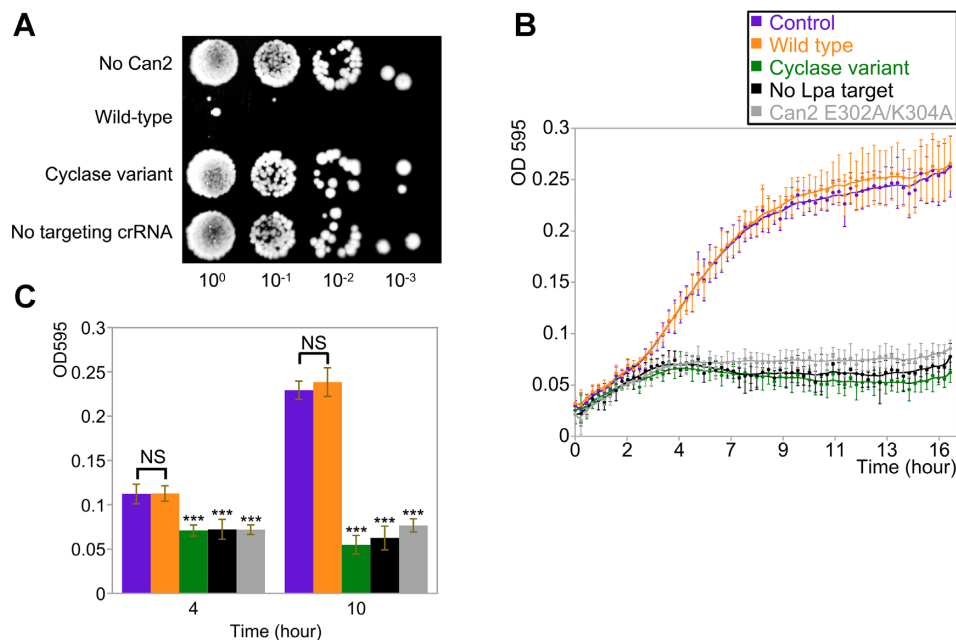 A
No Can2
Wild-type
Cyclase variant
No targeting crRNA
10⁰ 10⁻¹ 10⁻² 10⁻³
B
Control
Wild type
Cyclase variant
No Lpa target
Can2 E302A/K304A
OD 595
0.3
0.25
0.2
0.15
0.1
0.05
0
0 2 4 7 9 11 13 16
Time (hour)
C
OD595
0.3
0.25
0.2
0.15
0.1
0.05
0
NS
*** *** ***
NS
*** *** ***
4 10
Time (hour)